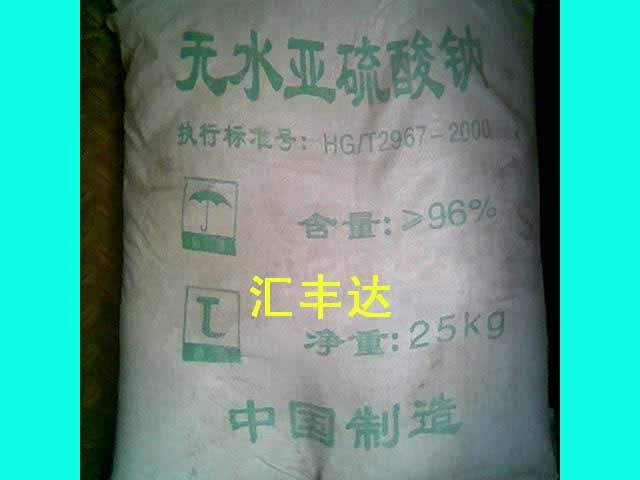 无水亚硫酸钠
执行标准号：HG/T2967-2000
含量:≥96%
汇丰达
净重:25kg
中国制造